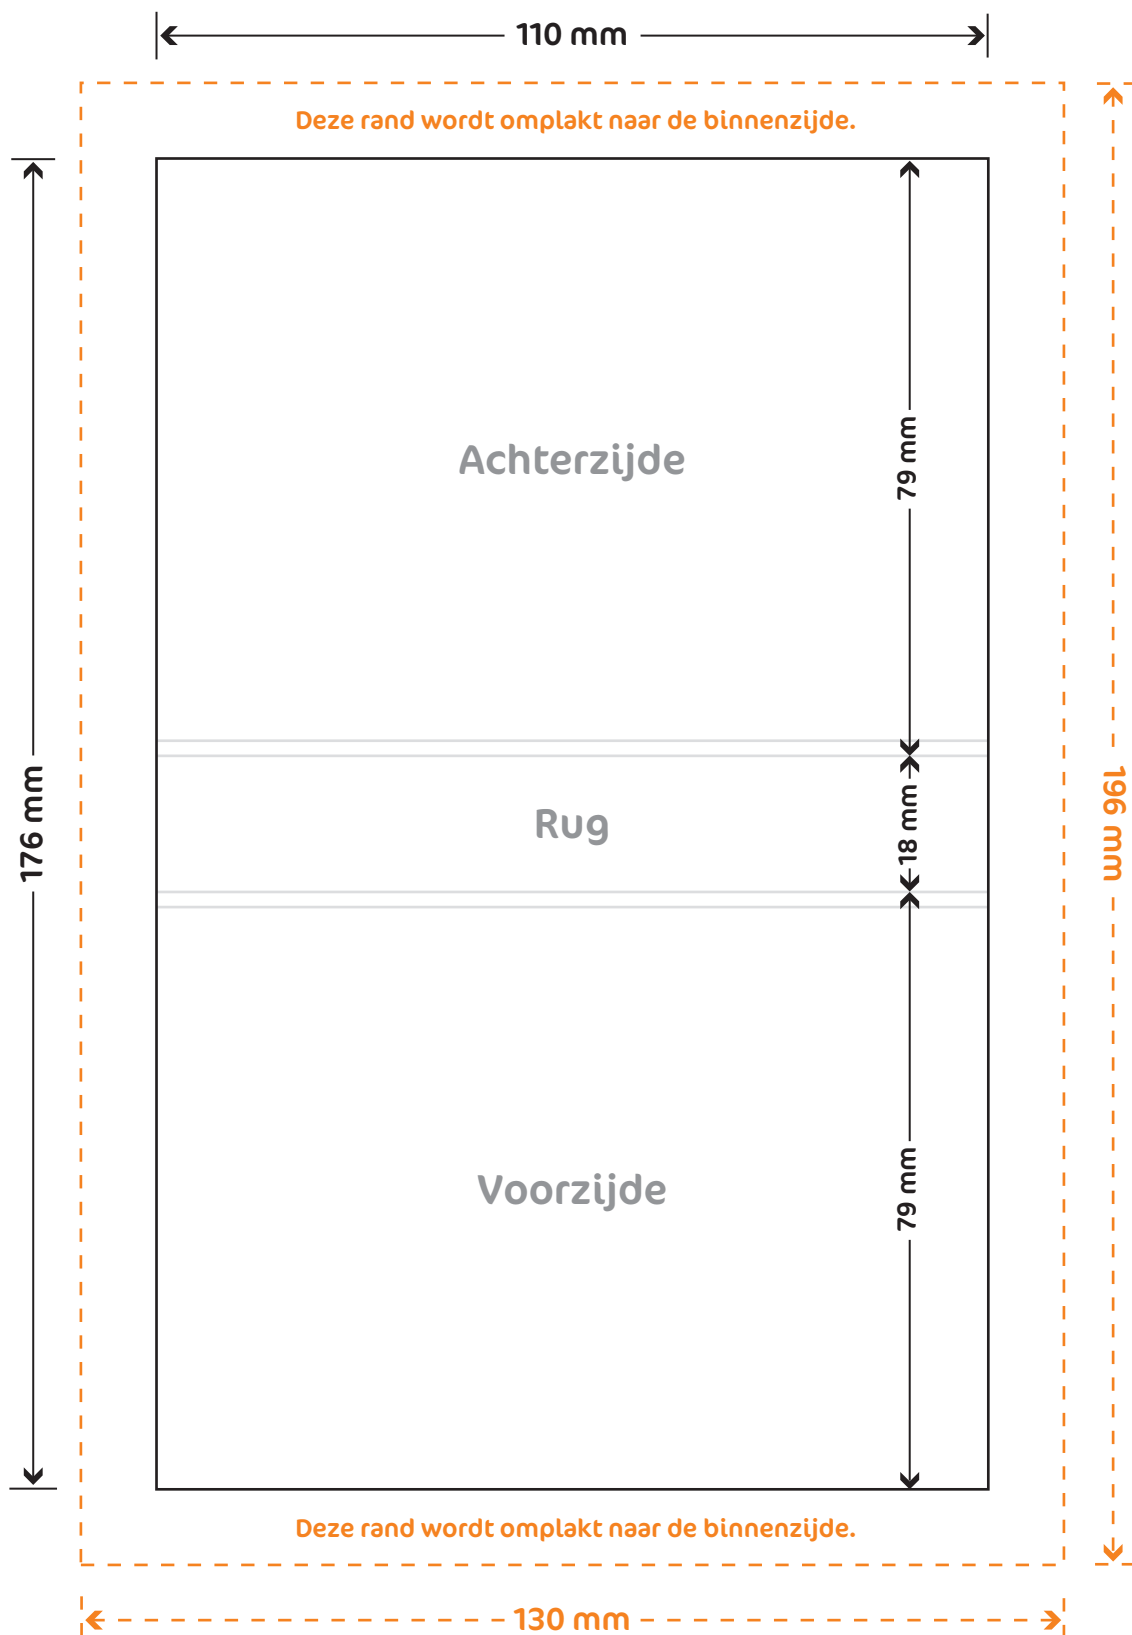 110 mm
Deze rand wordt omplakt naar de binnenzijde.
Achterzijde
79 mm
176 mm
Rug
18 mm
196 mm
Voorzijde
79 mm
Deze rand wordt omplakt naar de binnenzijde.
130 mm